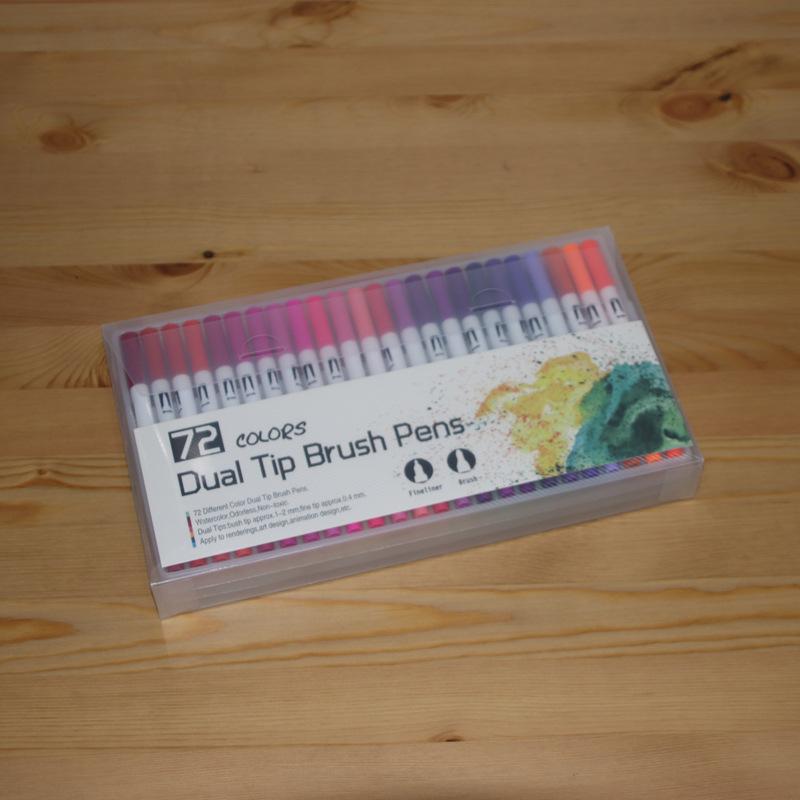 72 COLORS
Dual Tip Brush Pens
Fineliner Brush
72 Different Color Dual Tip Brush Pens.
Watercolor,Odorless,Non-toxic.
Dual Tips:bush tip approx.1-2 mm,fine tip approx.0.4 mm.
Apply to renderings,art design,animation design,etc.